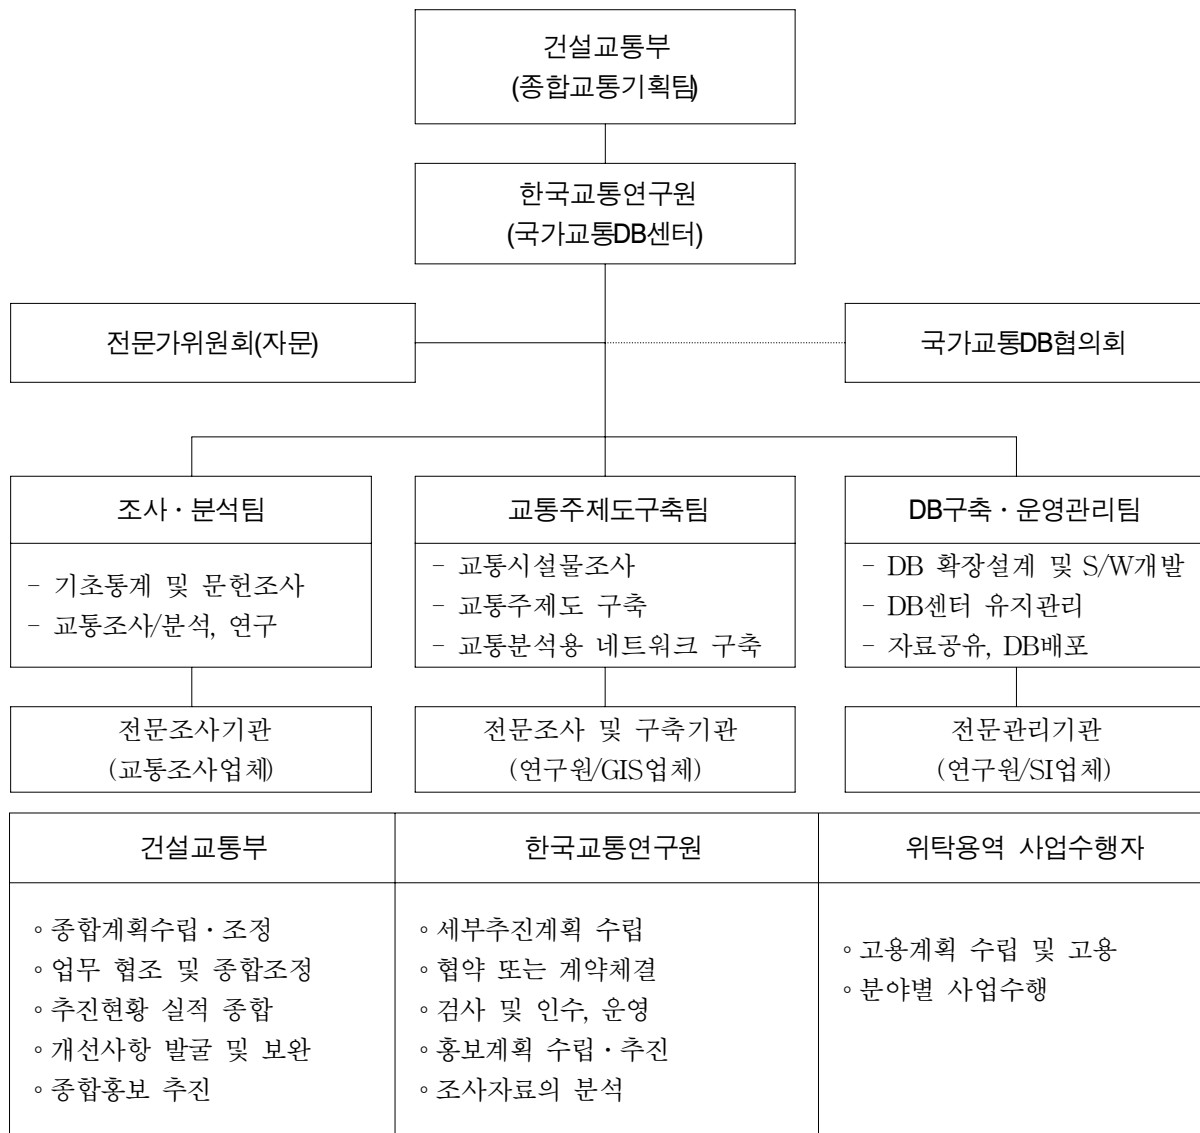 건설교통부
(종합교통기획팀)
한국교통연구원
(국가교통DB센터)
전문가위원회(자문)
국가교통DB협의회
조사·분석팀
- 기초통계 및 문헌조사
- 교통조사/분석, 연구
교통주제도구축팀
- 교통시설물조사
- 교통주제도 구축
- 교통분석용 네트워크 구축
DB구축·운영관리팀
- DB 확장설계 및 S/W개발
- DB센터 유지관리
- 자료공유, DB배포
전문조사기관
(교통조사업체)
전문조사 및 구축기관
(연구원/GIS업체)
전문관리기관
(연구원/SI업체)
건설교통부
◦종합계획수립·조정
◦업무 협조 및 종합조정
◦추진현황 실적 종합
◦개선사항 발굴 및 보완
◦종합홍보 추진
한국교통연구원
◦세부추진계획 수립
◦협약 또는 계약체결
◦검사 및 인수, 운영
◦홍보계획 수립·추진
◦조사자료의 분석
위탁용역 사업수행자
◦고용계획 수립 및 고용
◦분야별 사업수행